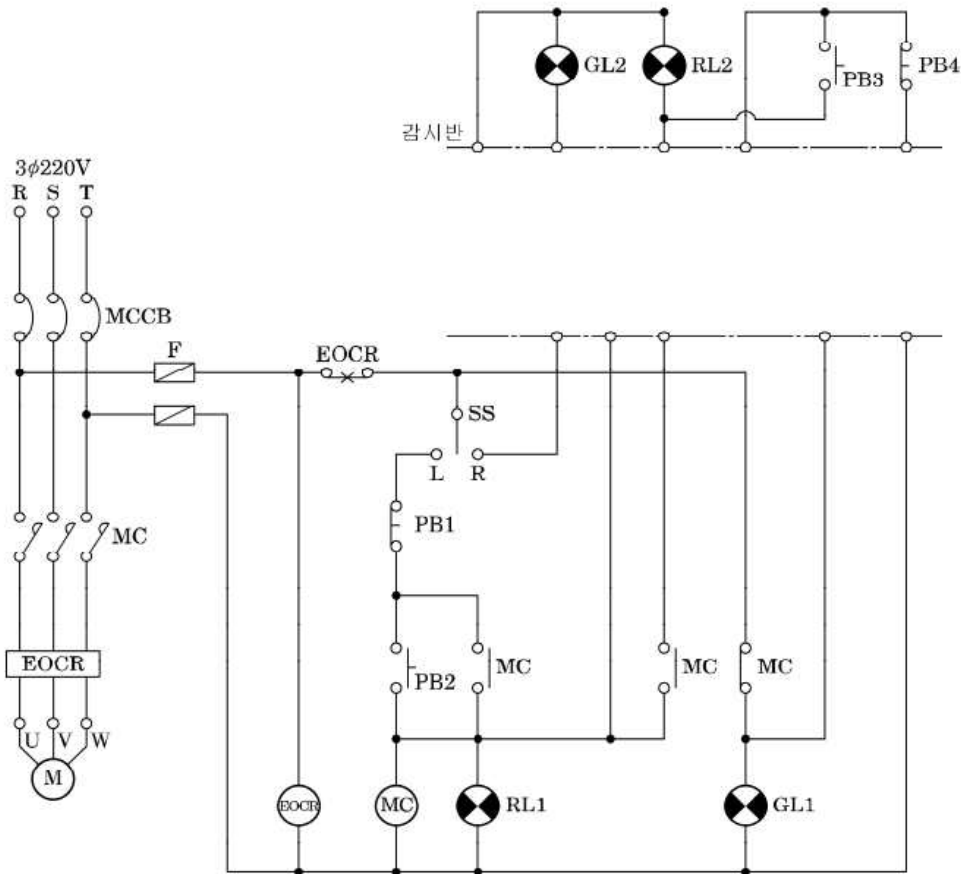 GL2
RL2
PB3
PB4
감시반
3φ220V
R S T
MCCB
F
EOCR
SS
L R
PB1
MC
PB2
MC
MC
MC
EOCR
U V W
M
EOCR
MC
RL1
GL1